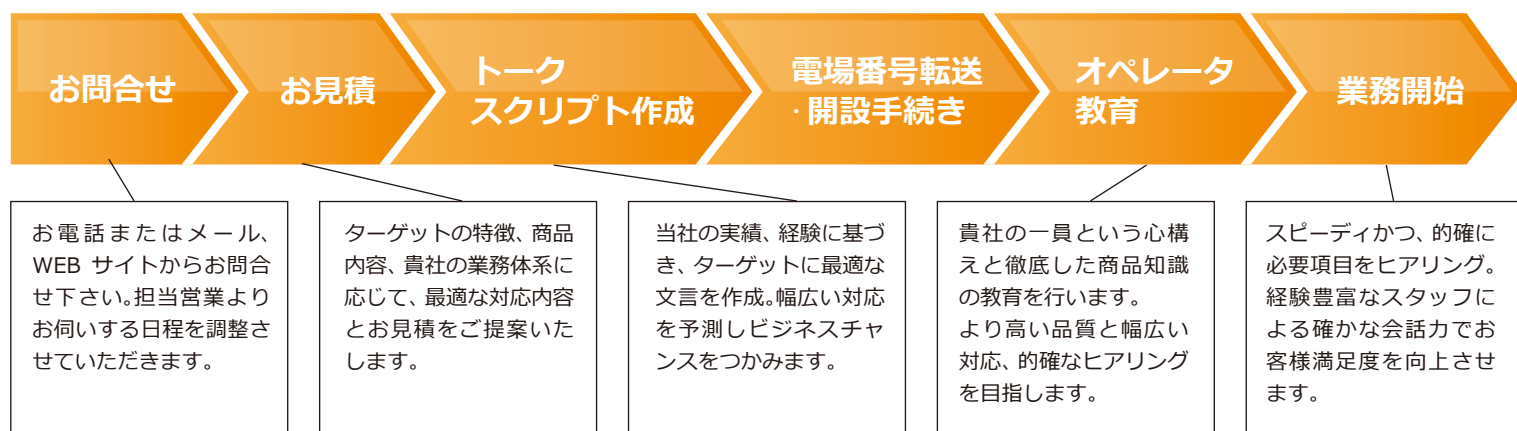 お問合せ
お見積
トーク
スクリプト作成
電場番号転送
・開設手続き
オペレータ
教育
業務開始
お電話またはメール、
WEB サイトからお問合
せ下さい。担当営業より
お伺いする日程を調整さ
せていただきます。
ターゲットの特徴、商品
内容、貴社の業務体系に
応じて、最適な対応内容
とお見積をご提案いた
します。
当社の実績、経験に基づ
き、ターゲットに最適な
文言を作成。幅広い対応
を予測しビジネスチャ
ンスをつかみます。
貴社の一員という心構
えと徹底した商品知識
の教育を行います。
より高い品質と幅広い
対応、的確なヒアリング
を目指します。
スピーディかつ、的確に
必要項目をヒアリング。
経験豊富なスタッフに
よる確かな会話力でお
客様満足度を向上させ
ます。